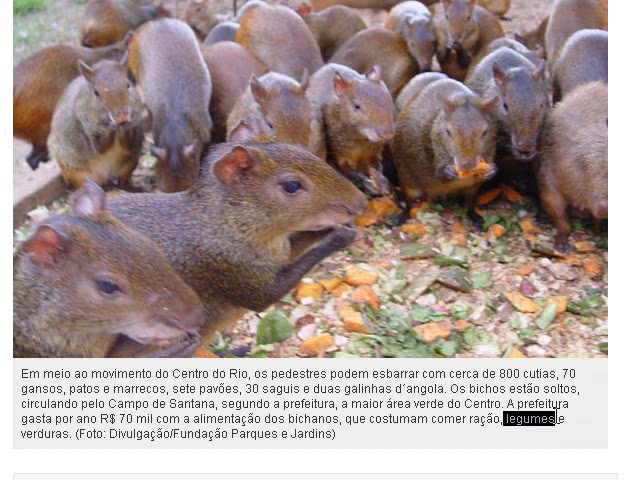 Em meio ao movimento do Centro do Rio, os pedestres podem esbarrar com cerca de 800 cutias, 70
gansos, patos e marrecos, sete pavões, 30 saguis e duas galinhas d´angola. Os bichos estão soltos,
circulando pelo Campo de Santana, segundo a prefeitura, a maior área verde do Centro. A prefeitura
gasta por ano R$ 70 mil com a alimentação dos bichanos, que costumam comer ração, legumes e
verduras. (Foto: Divulgação/Fundação Parques e Jardins)